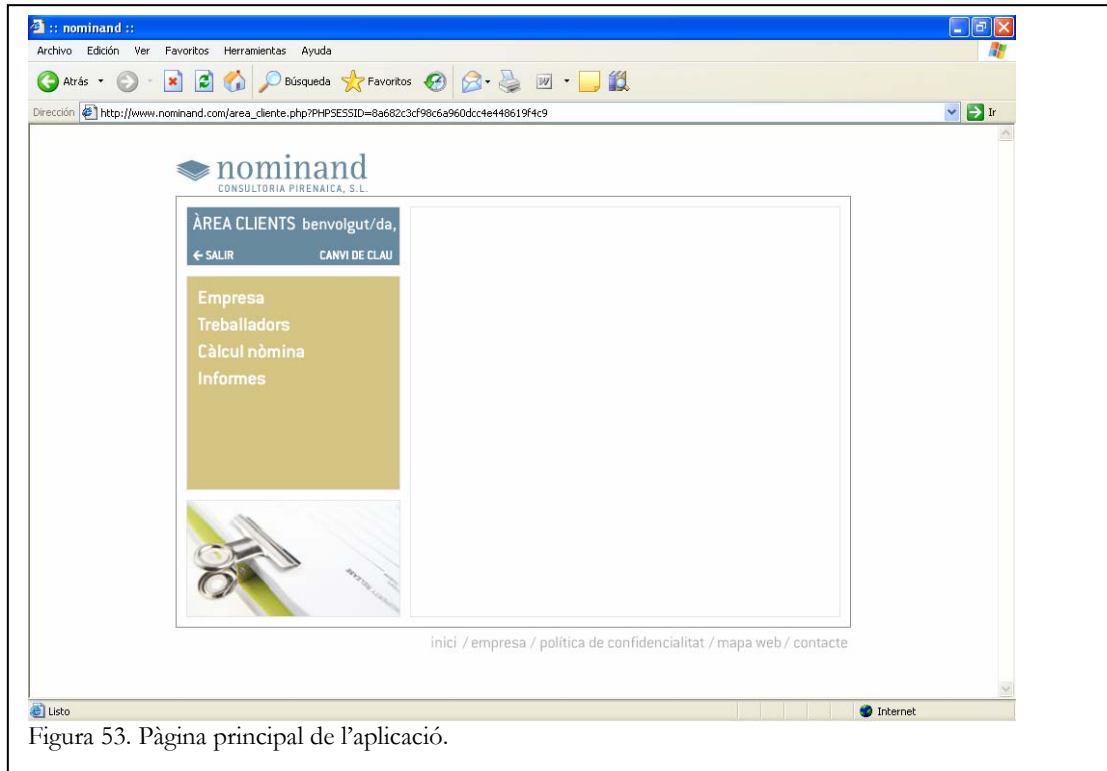 :: nominand ::
Archivo Edición Ver Favoritos Herramientas Ayuda
Atrás Búsqueda Favoritos
Dirección http://www.nominand.com/area_cliente.php?PHPSESSID=8a682c3cf98c6a960dcc4e448619f4c9 Ir
nominand
CONSULTORIA PIRENAICA, S.L.
ÀREA CLIENTS benvolgut/da,
← SALIR CANVI DE CLAU
Empresa
Treballadors
Càlcul nòmina
Informes
inici / empresa / política de confidencialitat / mapa web / contacte
Listo Internet
Figura 53. Pàgina principal de l’aplicació.